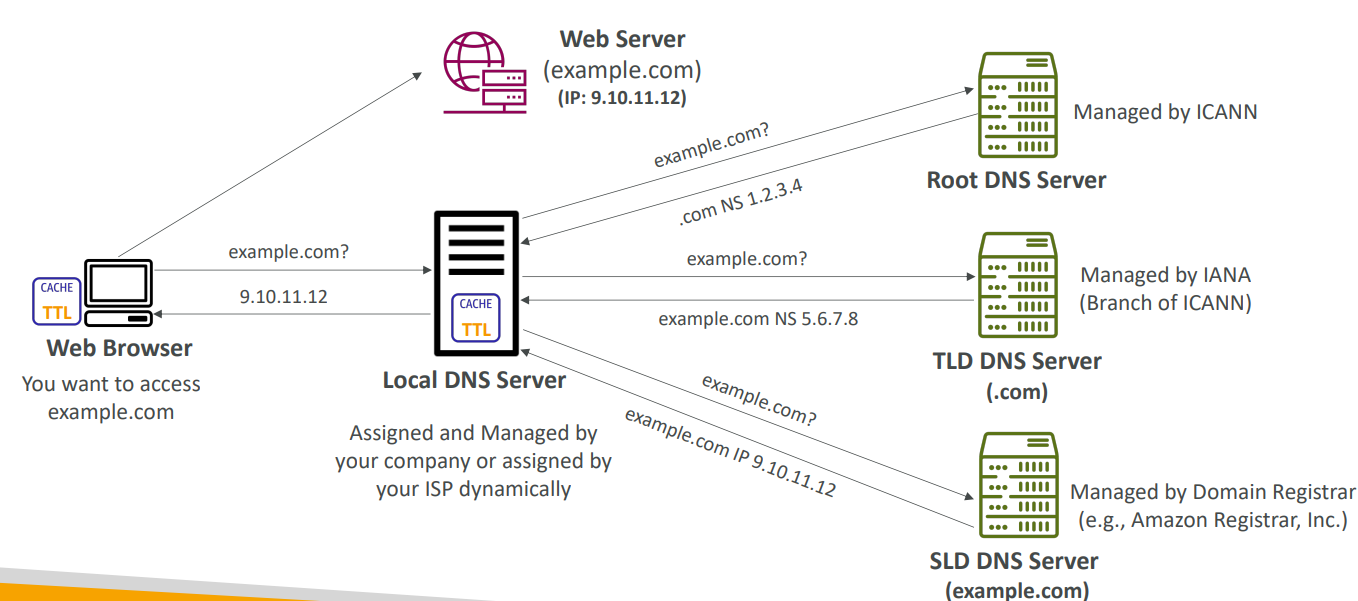 Web Server
(example.com)
(IP: 9.10.11.12)
Managed by ICANN
Root DNS Server
example.com?
.com NS 1.2.3.4
example.com?
9.10.11.12
CACHE
TTL
Web Browser
You want to access
example.com
CACHE
TTL
Local DNS Server
Assigned and Managed by
your company or assigned by
your ISP dynamically
example.com?
example.com NS 5.6.7.8
Managed by IANA
(Branch of ICANN)
TLD DNS Server
(.com)
example.com?
example.com IP 9.10.11.12
Managed by Domain Registrar
(e.g., Amazon Registrar, Inc.)
SLD DNS Server
(example.com)